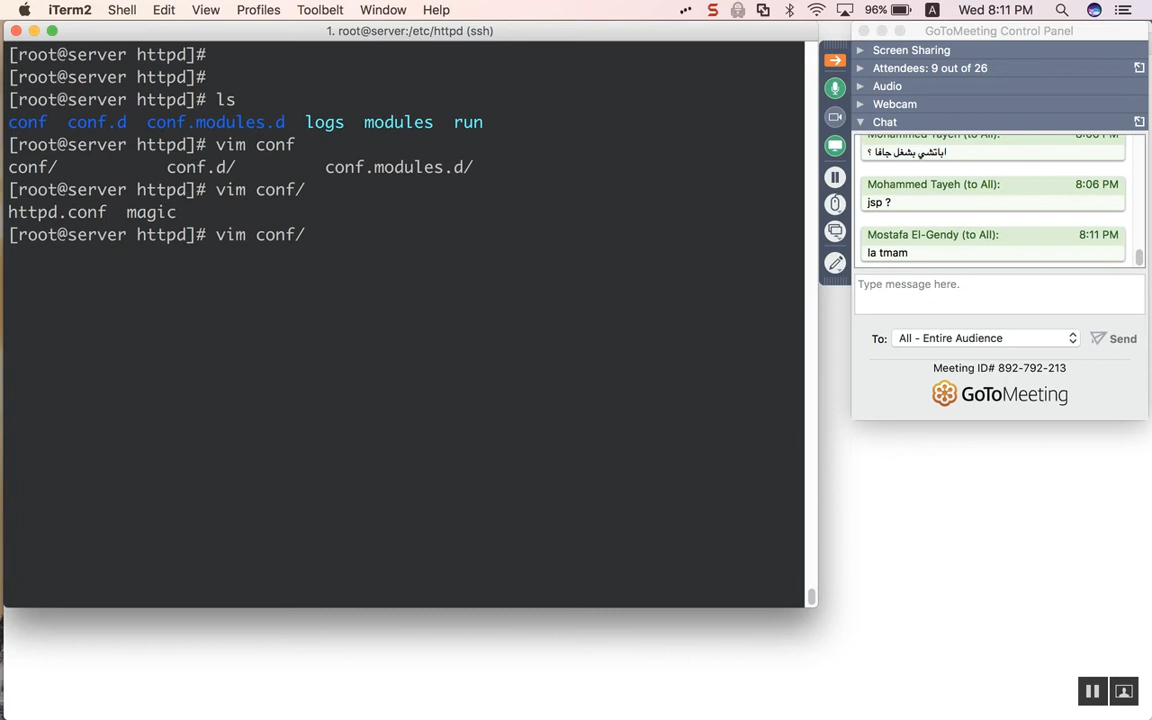 iTerm2 Shell Edit View Profiles Toolbelt Window Help 96% A Wed 8:11 PM
1. root@server:/etc/httpd (ssh)
[root@server httpd]#
[root@server httpd]#
[root@server httpd]# ls
conf conf.d conf.modules.d logs modules run
[root@server httpd]# vim conf
conf/ conf.d/ conf.modules.d/
[root@server httpd]# vim conf/
httpd.conf magic
[root@server httpd]# vim conf/
GoToMeeting Control Panel
Screen Sharing
Attendees: 9 out of 26
Audio
Webcam
Chat
Mohammed Tayeh (to All):
اباتشي بشغل جافا ؟
Mohammed Tayeh (to All): 8:06 PM
jsp ?
Mostafa El-Gendy (to All): 8:11 PM
la tmam
Type message here.
To: All - Entire Audience Send
Meeting ID# 892-792-213
GoToMeeting